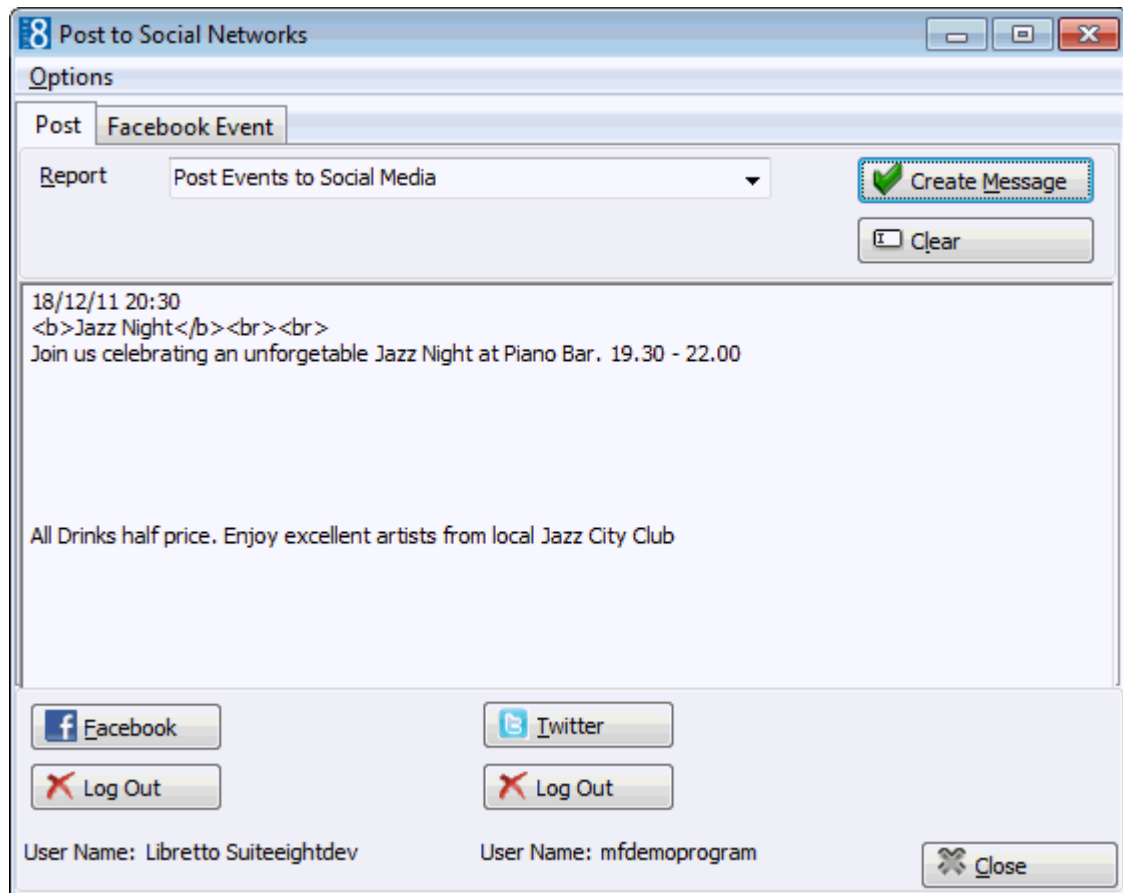 8 Post to Social Networks
Options
Post Facebook Event
Report Post Events to Social Media Create Message
Clear
18/12/11 20:30
<b>Jazz Night</b><br><br>
Join us celebrating an unforgetable Jazz Night at Piano Bar. 19.30 - 22.00
All Drinks half price. Enjoy excellent artists from local Jazz City Club
Facebook Twitter
Log Out Log Out
User Name: Libretto Suiteeightdev User Name: mfdemoprogram
Close